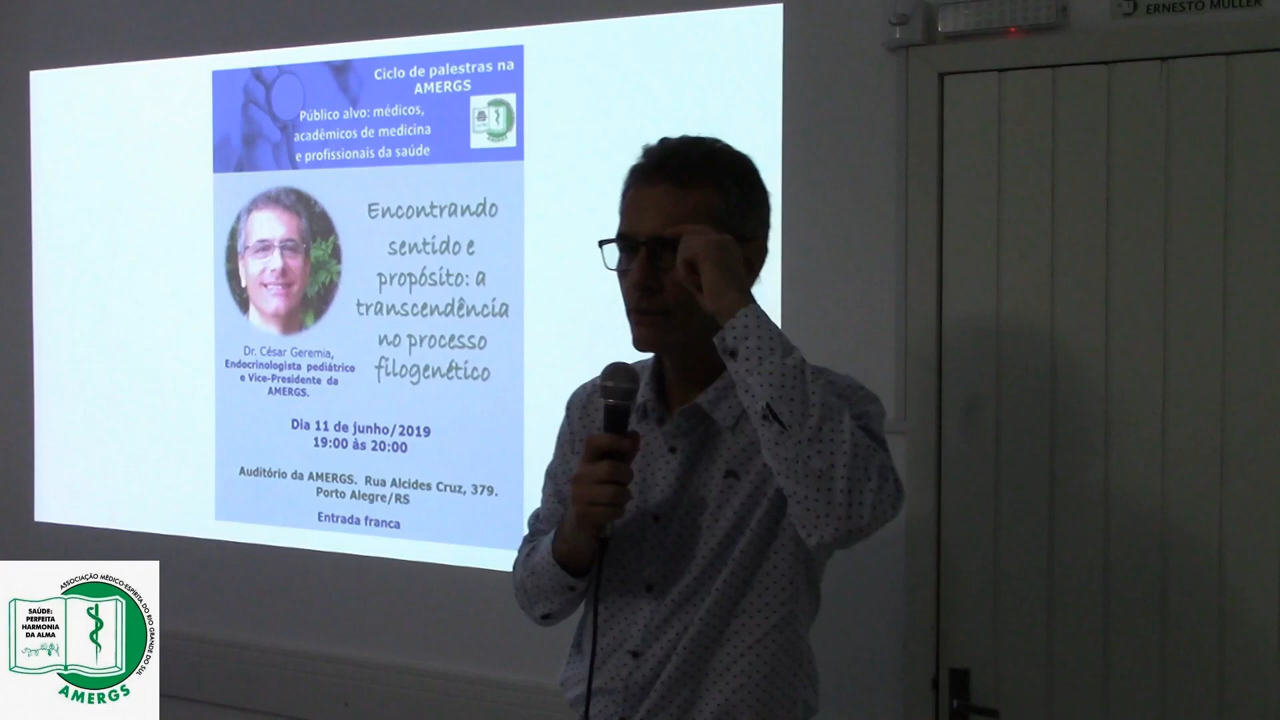 ERNESTO MULLER
Ciclo de palestras na
AMERGS
Público alvo: médicos,
acadêmicos de medicina
e profissionais da saúde
Encontrando
sentido e
propósito: a
transcendência
no processo
filogenético
Dr. César Geremia,
Endocrinologista pediátrico
e Vice-Presidente da
AMERGS.
Dia 11 de junho/2019
19:00 às 20:00
Auditório da AMERGS. Rua Alcides Cruz, 379.
Porto Alegre/RS
Entrada franca
ASSOCIAÇÃO MÉDICO-ESPÍRITA DO RIO GRANDE DO SUL
SAÚDE:
PERFEITA
HARMONIA
DA ALMA
AMERGS